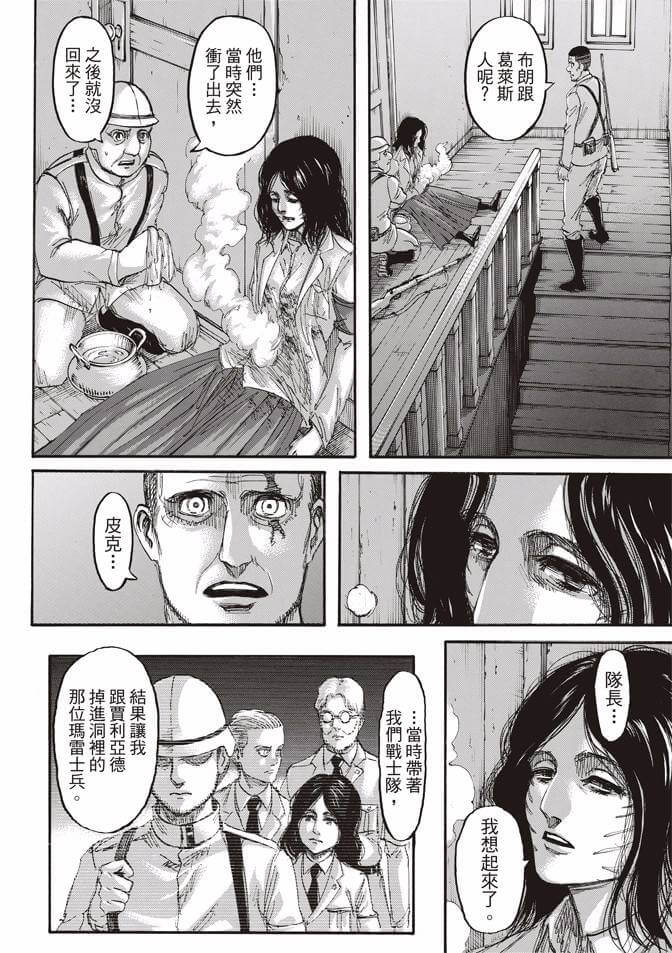 布朗跟
葛萊斯
人呢？
他們…
當時突然
衝了出去，
之後就沒
回來了…
皮克…
隊長…
我想起來了。
…當時帶著
我們戰士隊，
結果讓我
跟賈利亞德
掉進洞裡的
那位瑪雷士兵。